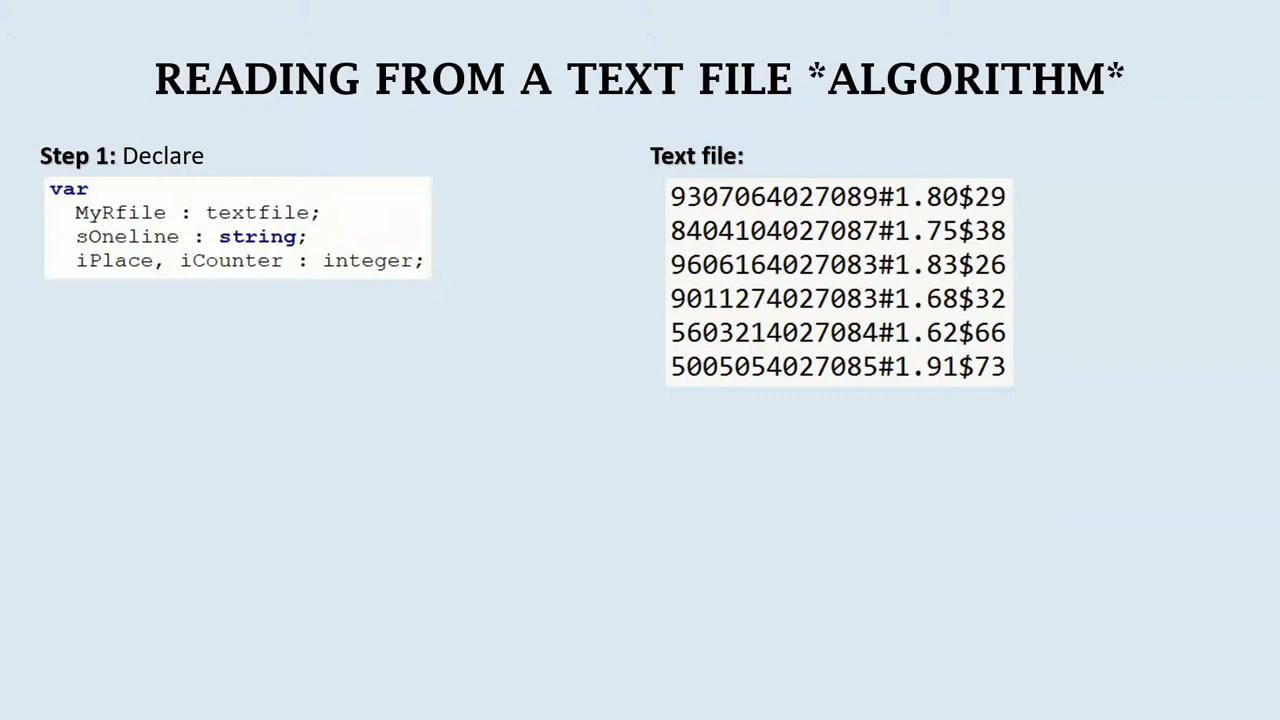 READING FROM A TEXT FILE *ALGORITHM*
Step 1: Declare
var
MyRfile : textfile;
sOneline : string;
iPlace, iCounter : integer;
Text file:
9307064027089#1.80$29
8404104027087#1.75$38
9606164027083#1.83$26
9011274027083#1.68$32
5603214027084#1.62$66
5005054027085#1.91$73